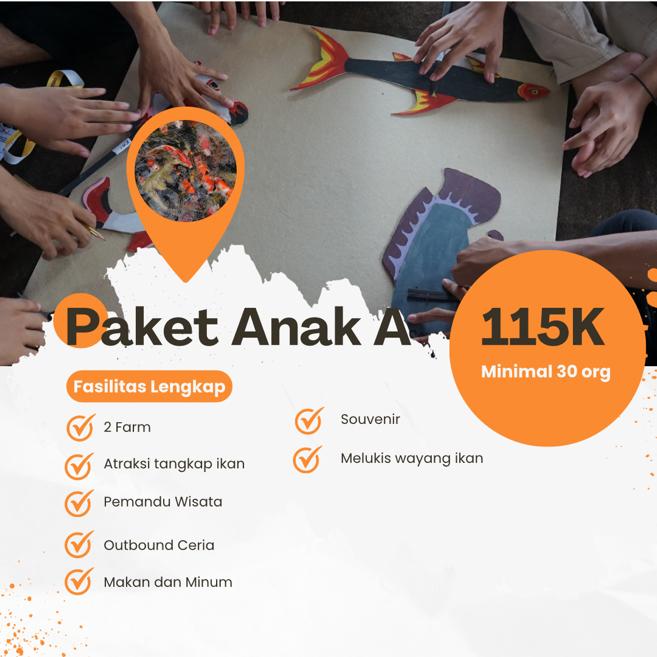 Paket Anak A
115K
Minimal 30 org
Fasilitas Lengkap
2 Farm
Atraksi tangkap ikan
Pemandu Wisata
Outbound Ceria
Makan dan Minum
Souvenir
Melukis wayang ikan